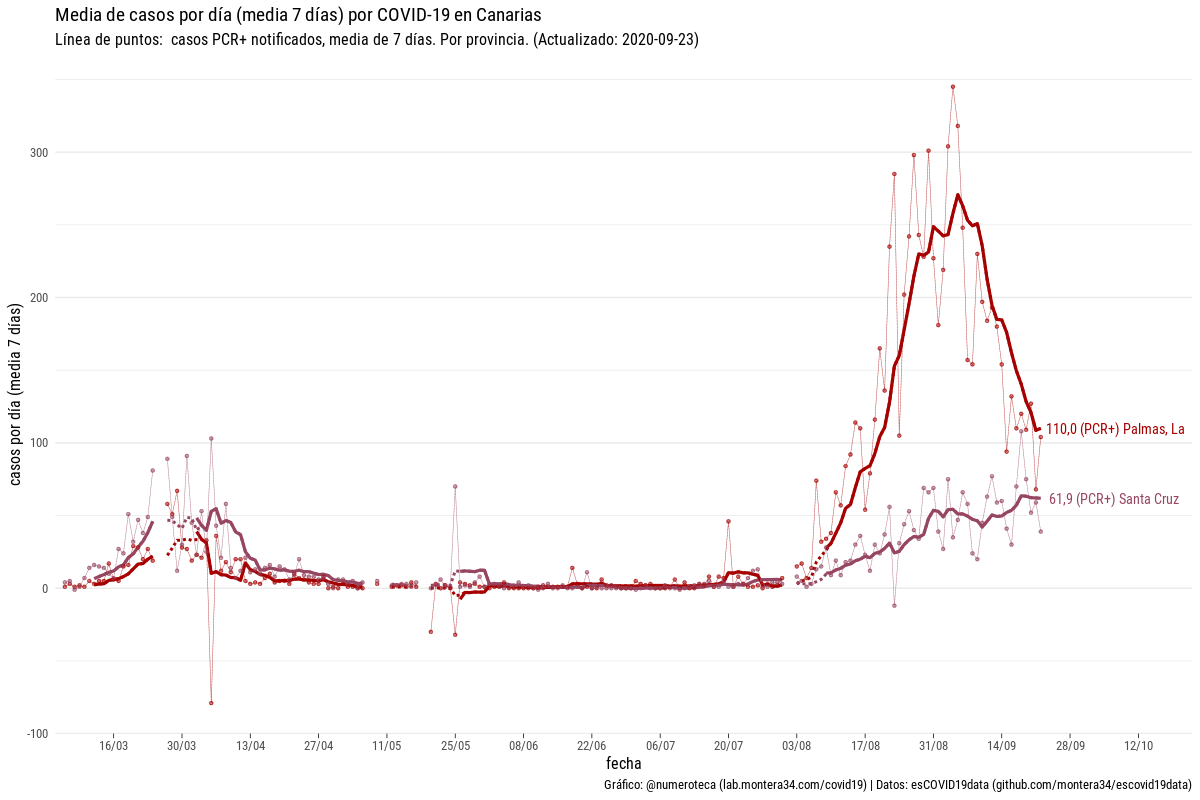 Media de casos por día (media 7 días) por COVID-19 en Canarias
Línea de puntos:  casos PCR+ notificados, media de 7 días. Por provincia. (Actualizado: 2020-09-23)
casos por día (media 7 días)
300
200
100
0
-100
110,0 (PCR+) Palmas, La
61,9 (PCR+) Santa Cruz
16/03 30/03 13/04 27/04 11/05 25/05 08/06 22/06 06/07 20/07 03/08 17/08 31/08 14/09 28/09 12/10
fecha
Gráfico: @numeroteca (lab.montera34.com/covid19) | Datos: esCOVID19data (github.com/montera34/escovid19data)